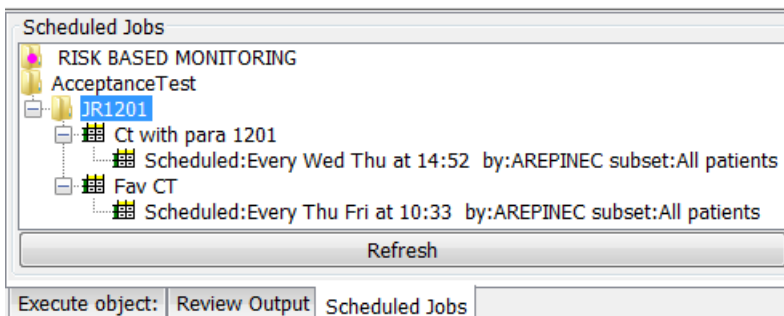 Scheduled Jobs
RISK BASED MONITORING
AcceptanceTest
JR1201
Ct with para 1201
Scheduled:Every Wed Thu at 14:52 by:AREPINEC subset:All patients
Fav CT
Scheduled:Every Thu Fri at 10:33 by:AREPINEC subset:All patients
Refresh
Execute object: Review Output Scheduled Jobs